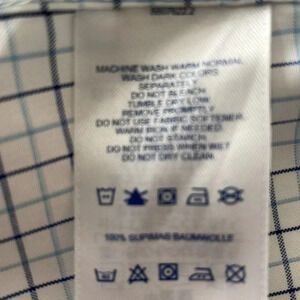 MACHINE WASH WARM NORMAL
WASH DARK COLORS
SEPARATELY
DO NOT BLEACH
TUMBLE DRY LOW
REMOVE PROMPTLY
DO NOT USE FABRIC SOFTENER
WARM IRON IF NEEDED
DO NOT STARCH
DO NOT PRESS WHEN WET
DO NOT DRY CLEAN
100% SUPIMAS BAUMWOLLE